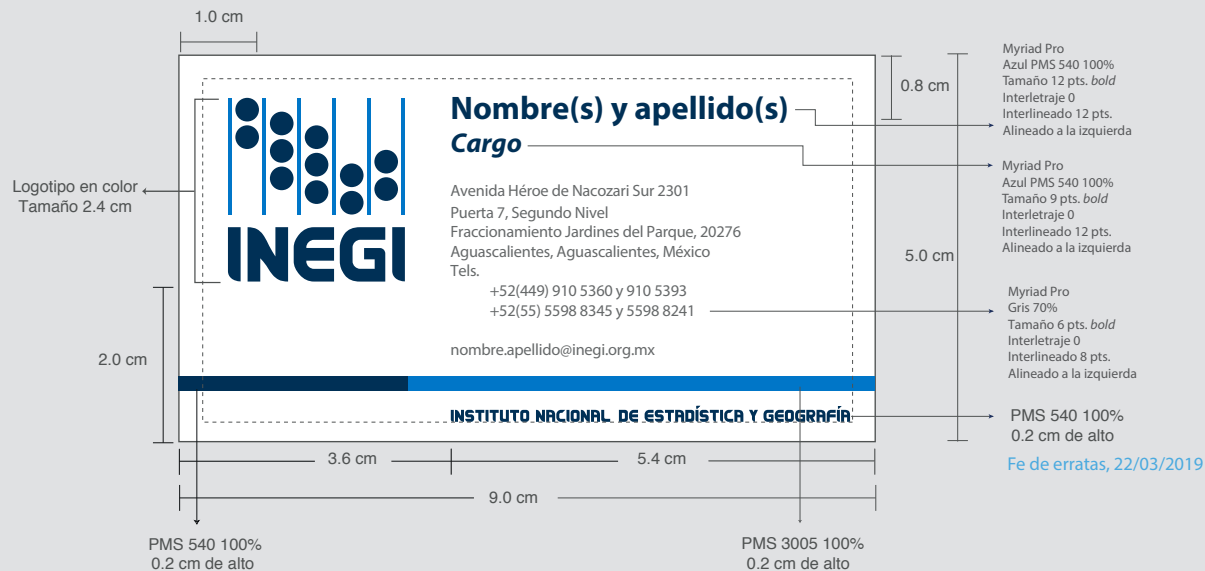 1.0 cm
Logotipo en color
Tamaño 2.4 cm
2.0 cm
INEGI
Nombre(s) y apellido(s)
Cargo
Avenida Héroe de Nacozari Sur 2301
Puerta 7, Segundo Nivel
Fraccionamiento Jardines del Parque, 20276
Aguascalientes, Aguascalientes, México
Tels.
+52(449) 910 5360 y 910 5393
+52(55) 5598 8345 y 5598 8241
nombre.apellido@inegi.org.mx
INSTITUTO NACIONAL DE ESTADÍSTICA Y GEOGRAFÍA
0.8 cm
5.0 cm
Myriad Pro
Azul PMS 540 100%
Tamaño 12 pts. bold
Interletraje 0
Interlineado 12 pts.
Alineado a la izquierda
Myriad Pro
Azul PMS 540 100%
Tamaño 9 pts. bold
Interletraje 0
Interlineado 12 pts.
Alineado a la izquierda
Myriad Pro
Gris 70%
Tamaño 6 pts. bold
Interletraje 0
Interlineado 8 pts.
Alineado a la izquierda
PMS 540 100%
0.2 cm de alto
Fe de erratas, 22/03/2019
3.6 cm
5.4 cm
9.0 cm
PMS 540 100%
0.2 cm de alto
PMS 3005 100%
0.2 cm de alto